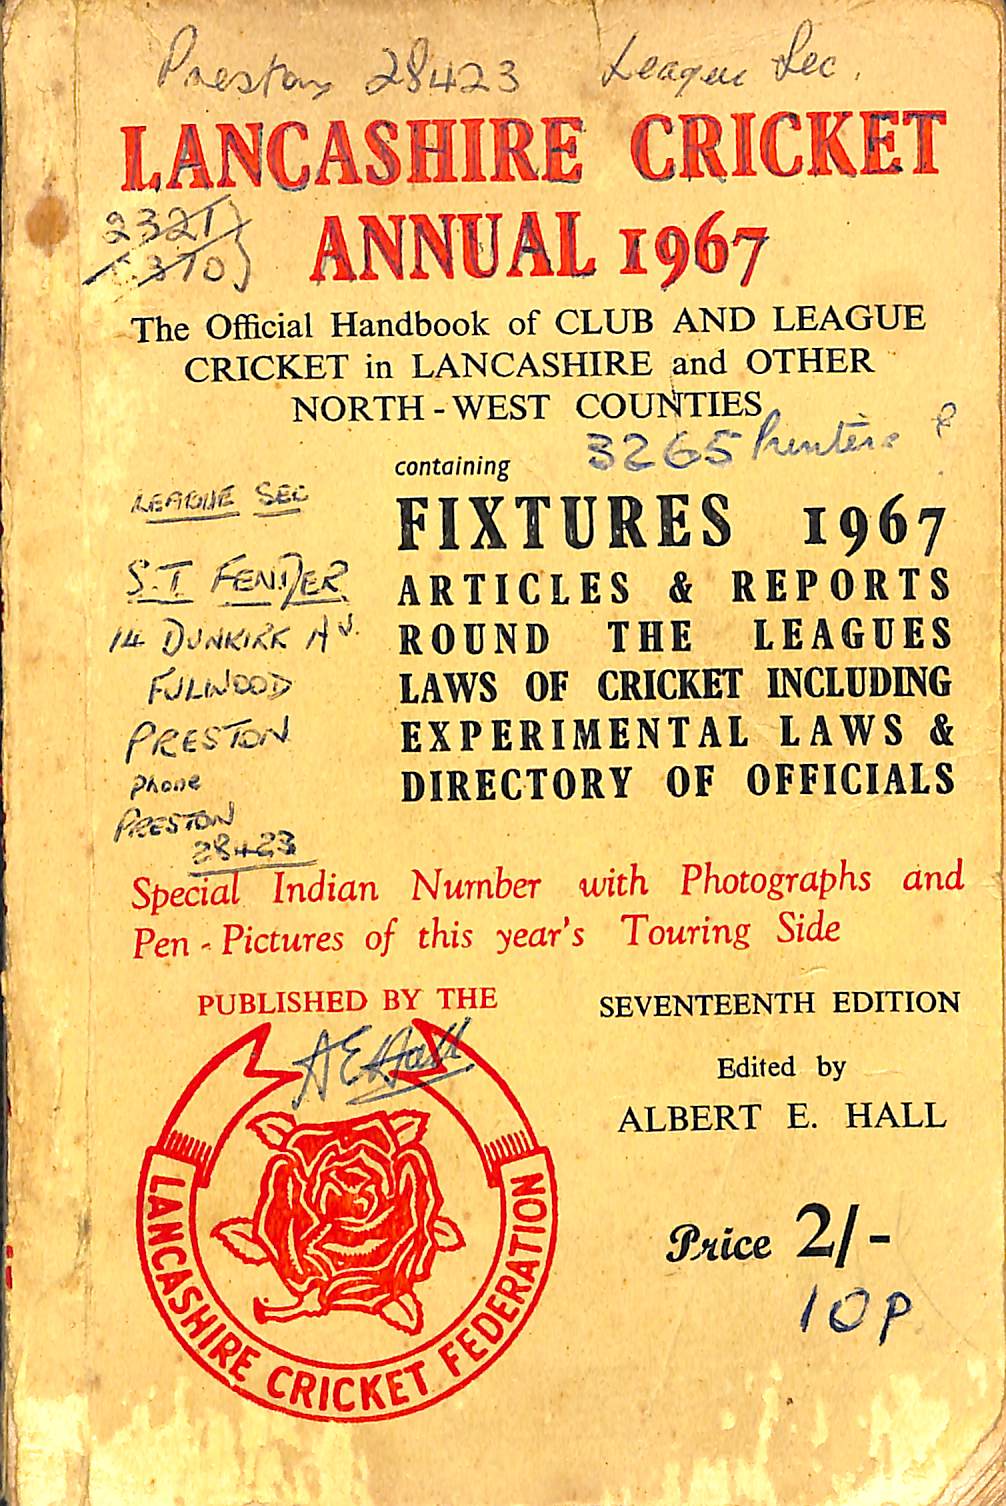 Preston 28423 League Sec.
LANCASHIRE CRICKET
ANNUAL 1967
The Official Handbook of CLUB AND LEAGUE
CRICKET in LANCASHIRE and OTHER
NORTH-WEST COUNTIES
3265 Printers ?
containing
FIXTURES 1967
ARTICLES & REPORTS
ROUND THE LEAGUES
LAWS OF CRICKET INCLUDING
EXPERIMENTAL LAWS &
DIRECTORY OF OFFICIALS
LEAGUE SEC
S.T FENDER
14 DUNKIRK AV.
FULWOOD
PRESTON
Phone
PRESTON
28423
Special Indian Number with Photographs and
Pen-Pictures of this year's Touring Side
PUBLISHED BY THE
A E Hall
LANCASHIRE CRICKET FEDERATION
SEVENTEENTH EDITION
Edited by
ALBERT E. HALL
Price 2/-
10p